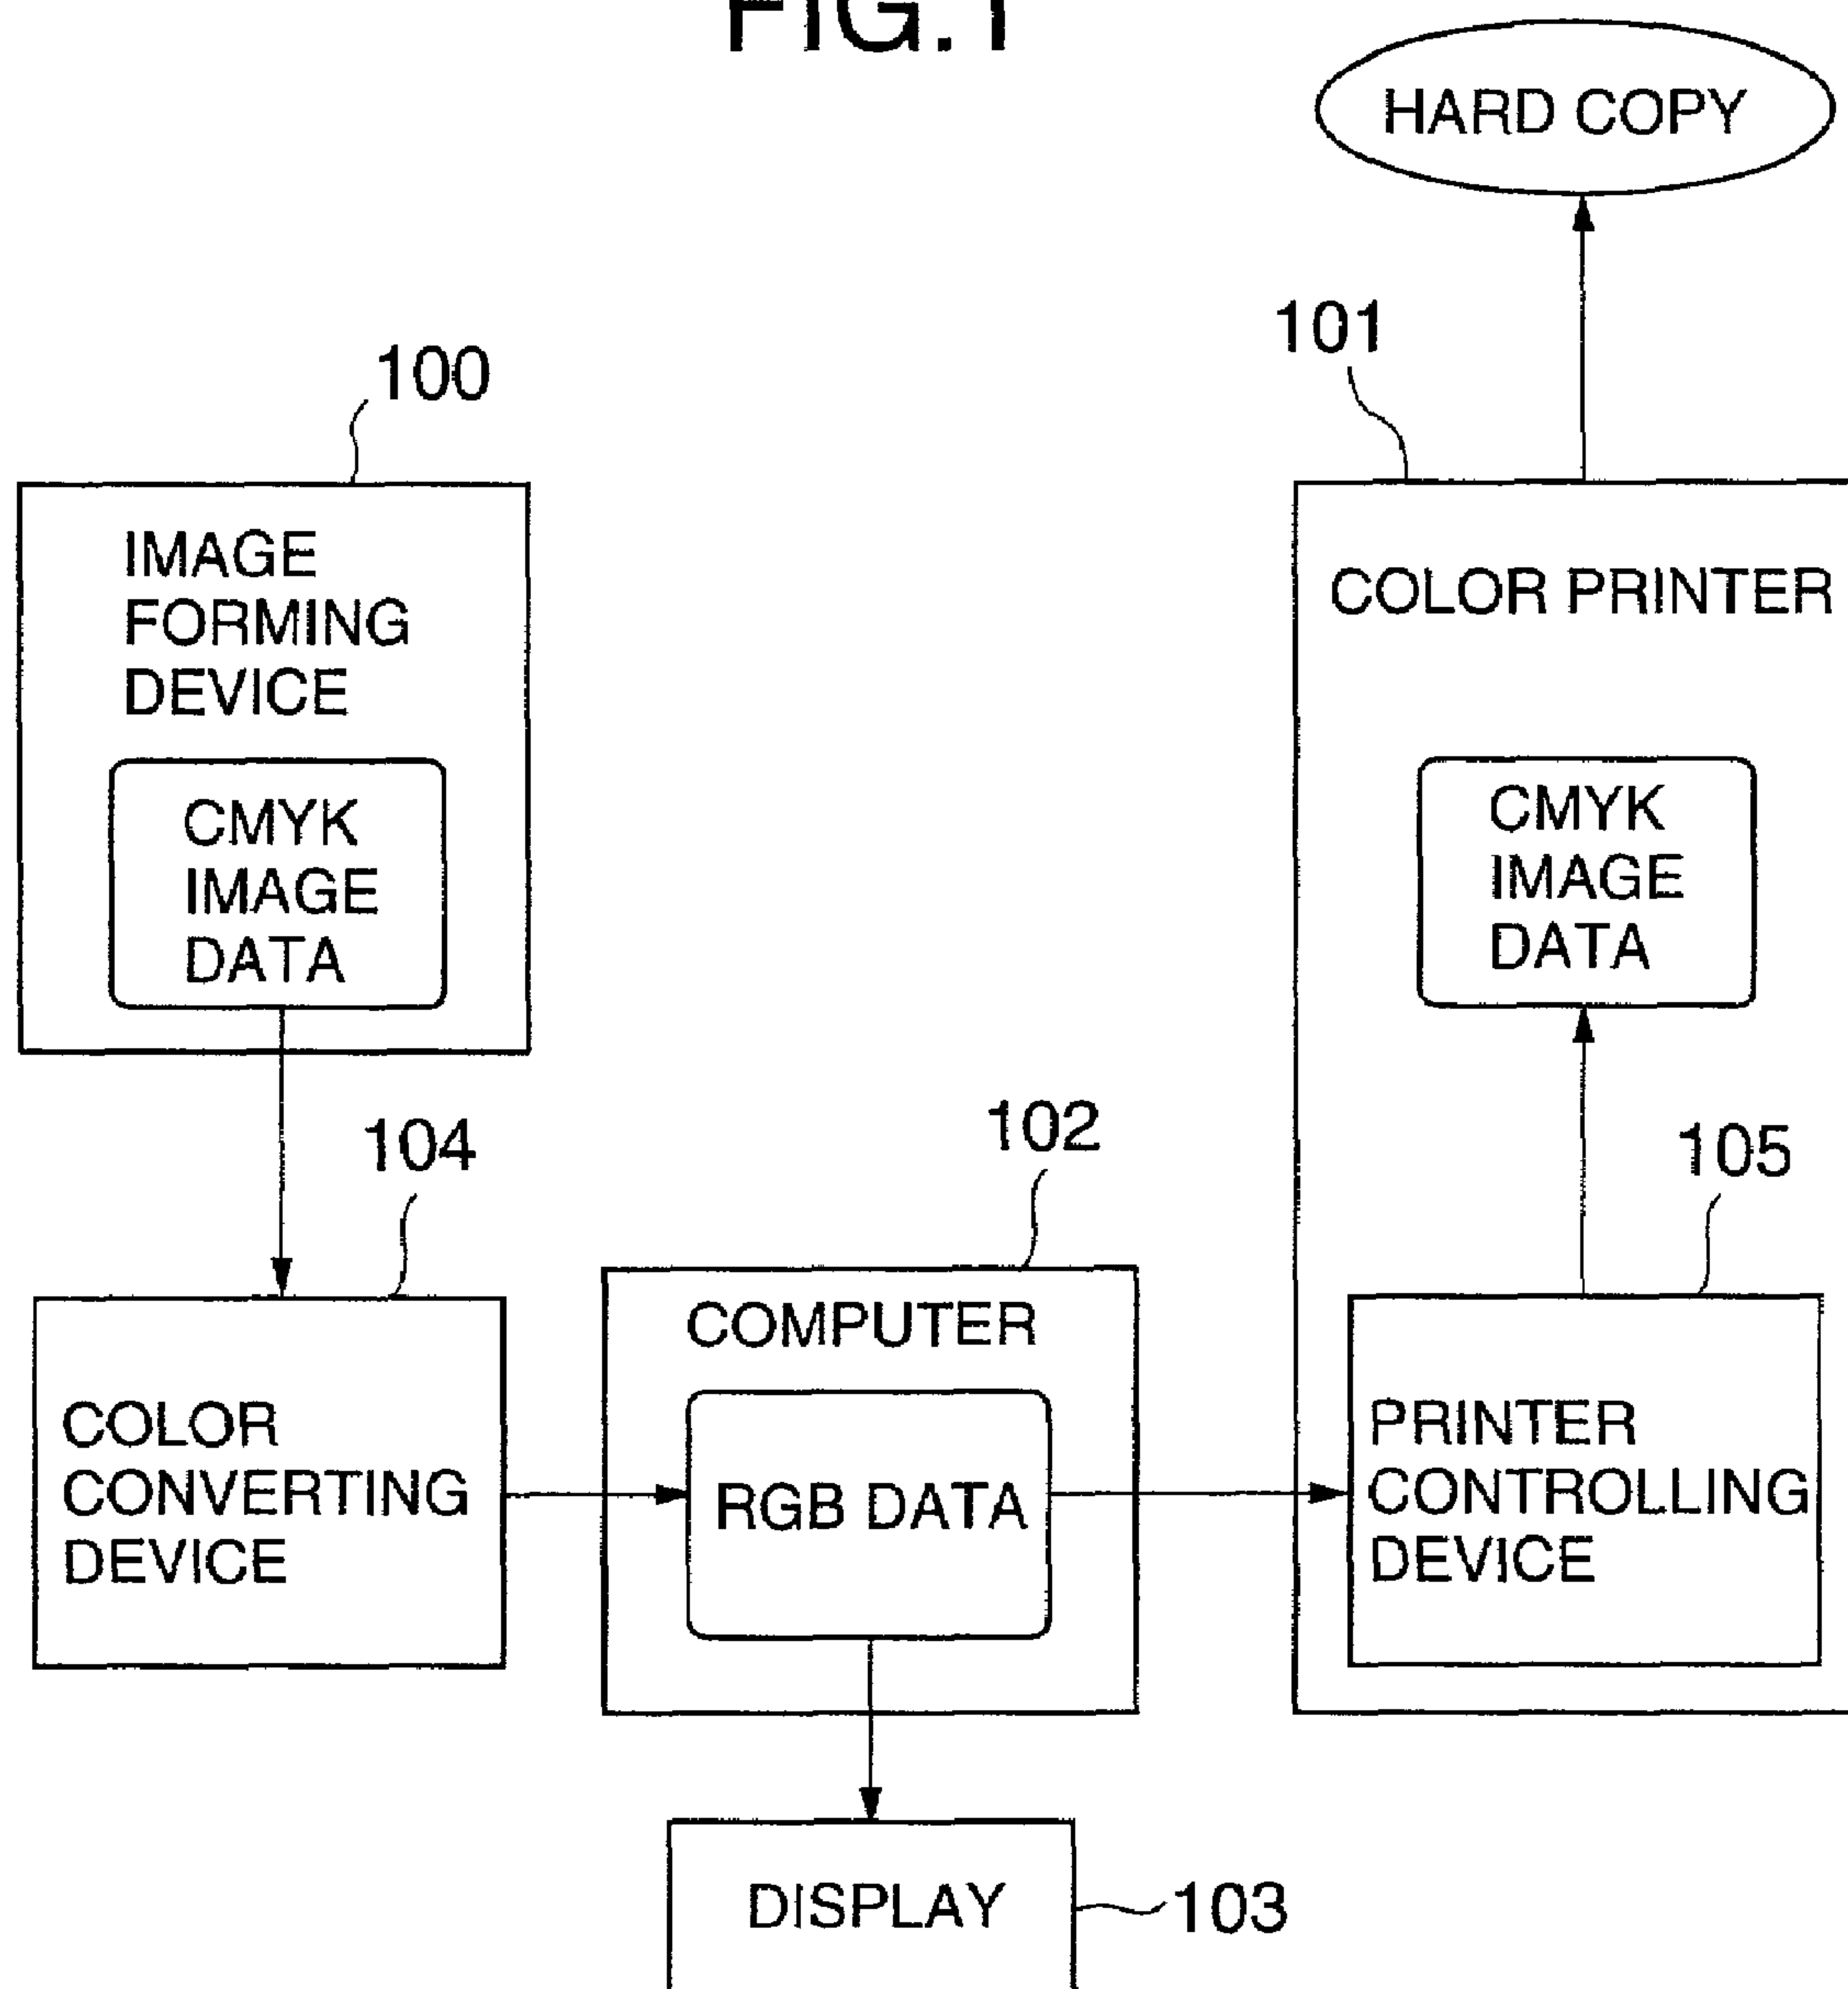 FIG.1
HARD COPY
101
100
IMAGE
FORMING
DEVICE
CMYK
IMAGE
DATA
COLOR PRINTER
CMYK
IMAGE
DATA
104
102
105
COLOR
CONVERTING
DEVICE
COMPUTER
RGB DATA
PRINTER
CONTROLLING
DEVICE
DISPLAY
103